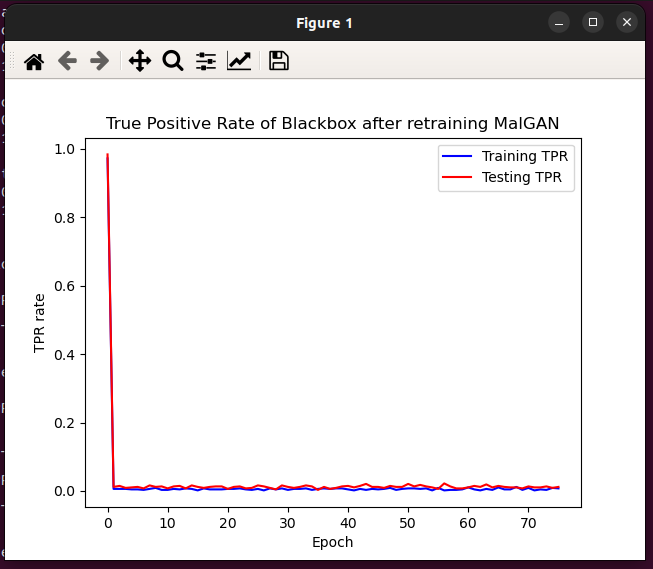 Figure 1
True Positive Rate of Blackbox after retraining MalGAN
Training TPR
Testing TPR
1.0
0.8
0.6
0.4
0.2
0.0
TPR rate
0 10 20 30 40 50 60 70
Epoch